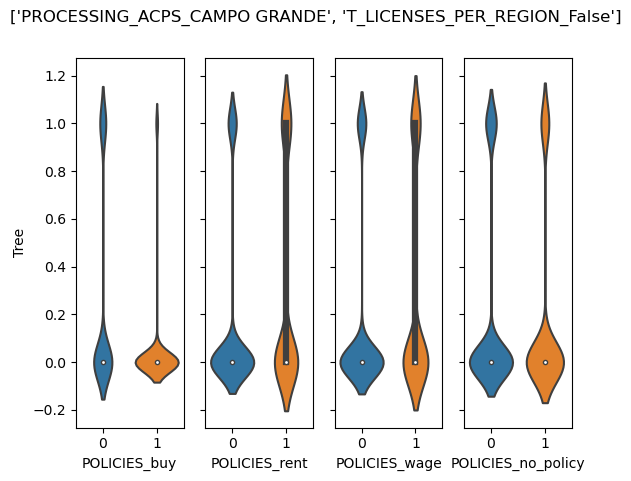 ['PROCESSING_ACPS_CAMPO GRANDE', 'T_LICENSES_PER_REGION_False']
1.2
1.0
0.8
0.6
0.4
0.2
0.0
−0.2
Tree
0 1 0 1 0 1 0 1
POLICIES_buy POLICIES_rent POLICIES_wage POLICIES_no_policy